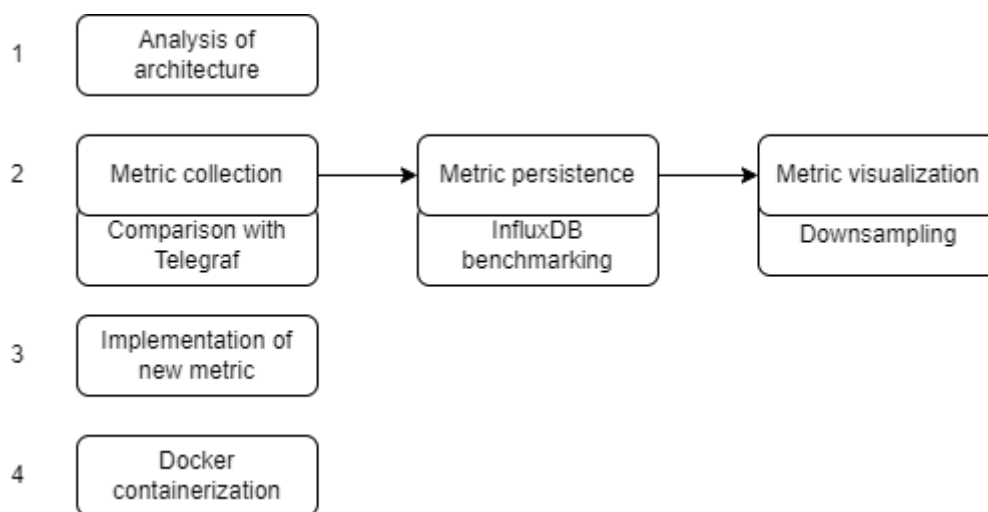 1
Analysis of
architecture
2
Metric collection
Comparison with
Telegraf
Metric persistence
InfluxDB
benchmarking
Metric visualization
Downsampling
3
Implementation of
new metric
4
Docker
containerization